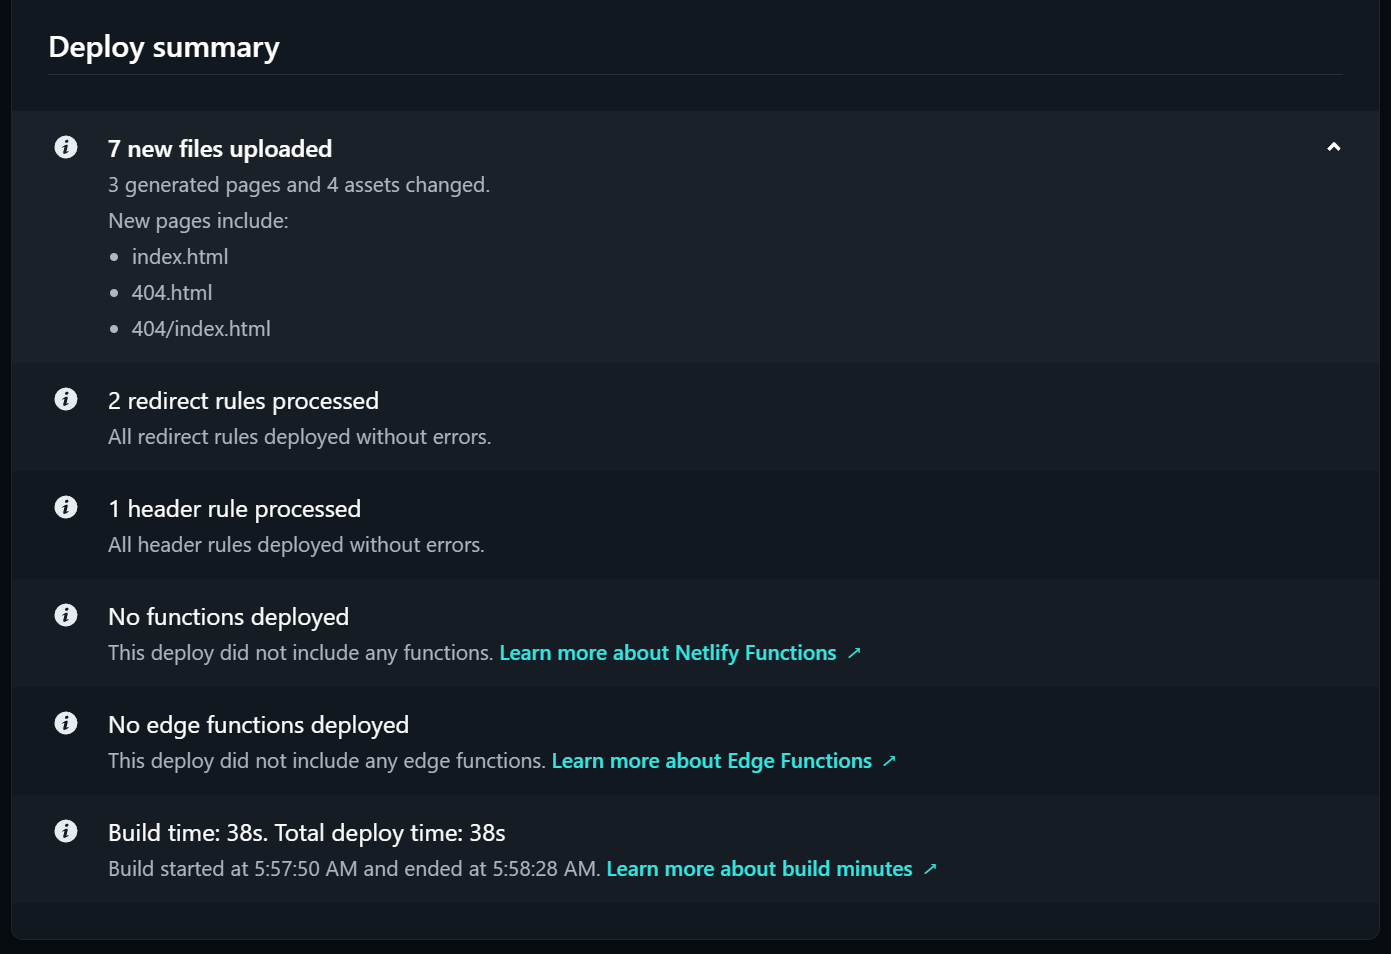 Deploy summary
7 new files uploaded
3 generated pages and 4 assets changed.
New pages include:
index.html
404.html
404/index.html
2 redirect rules processed
All redirect rules deployed without errors.
1 header rule processed
All header rules deployed without errors.
No functions deployed
This deploy did not include any functions. Learn more about Netlify Functions ↗
No edge functions deployed
This deploy did not include any edge functions. Learn more about Edge Functions ↗
Build time: 38s. Total deploy time: 38s
Build started at 5:57:50 AM and ended at 5:58:28 AM. Learn more about build minutes ↗